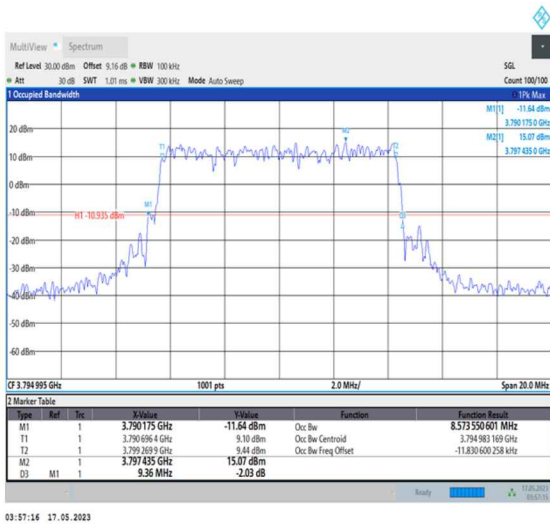 MultiView Spectrum
Ref Level 30.00 dBm Offset 9.16 dB RBW 100 kHz SGL
Att 30 dB SWT 1.01 ms VBW 300 kHz Mode Auto Sweep Count 100/100
1 Occupied Bandwidth 1Pk Max
M1[1] -11.64 dBm
3.790 175 0 GHz
M2[1] 15.07 dBm
3.797 435 0 GHz
20 dBm
M2
T1 T2
10 dBm
0 dBm
M1
-10 dBm
H1 -10.935 dBm
D3
-20 dBm
-30 dBm
-40 dBm
-50 dBm
-60 dBm
CF 3.794 995 GHz 1001 pts 2.0 MHz/ Span 20.0 MHz
2 Marker Table
Type Ref Trc X-Value Y-Value Function Function Result
M1 1 3.790175 GHz -11.64 dBm Occ Bw 8.573 550 601 MHz
T1 1 3.790 696 4 GHz 9.10 dBm Occ Bw Centroid 3.794 983 169 GHz
T2 1 3.799 269 9 GHz 9.44 dBm Occ Bw Freq Offset -11.830 600 258 kHz
M2 1 3.797 435 GHz 15.07 dBm
D3 M1 1 9.36 MHz -2.03 dB
Ready 17.05.2023
03:57:15
03:57:16 17.05.2023